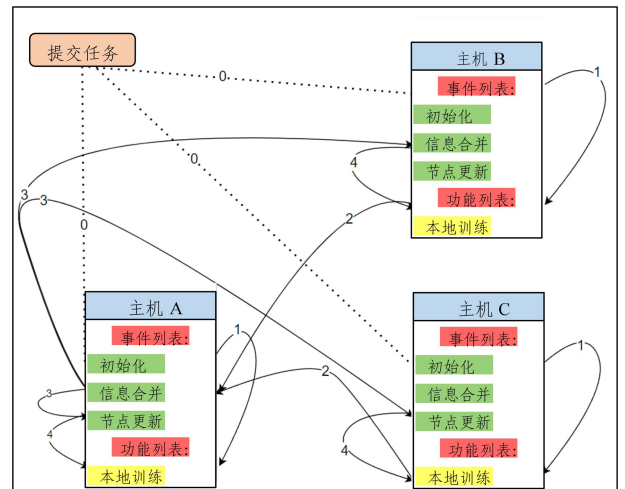 提交任务
主机 B
事件列表:
初始化
信息合并
节点更新
功能列表:
本地训练
0
1
0
4
3
3
2
0
主机 A
事件列表:
初始化
信息合并
节点更新
功能列表:
本地训练
1
3
4
2
主机 C
事件列表:
初始化
信息合并
节点更新
功能列表:
本地训练
1
4